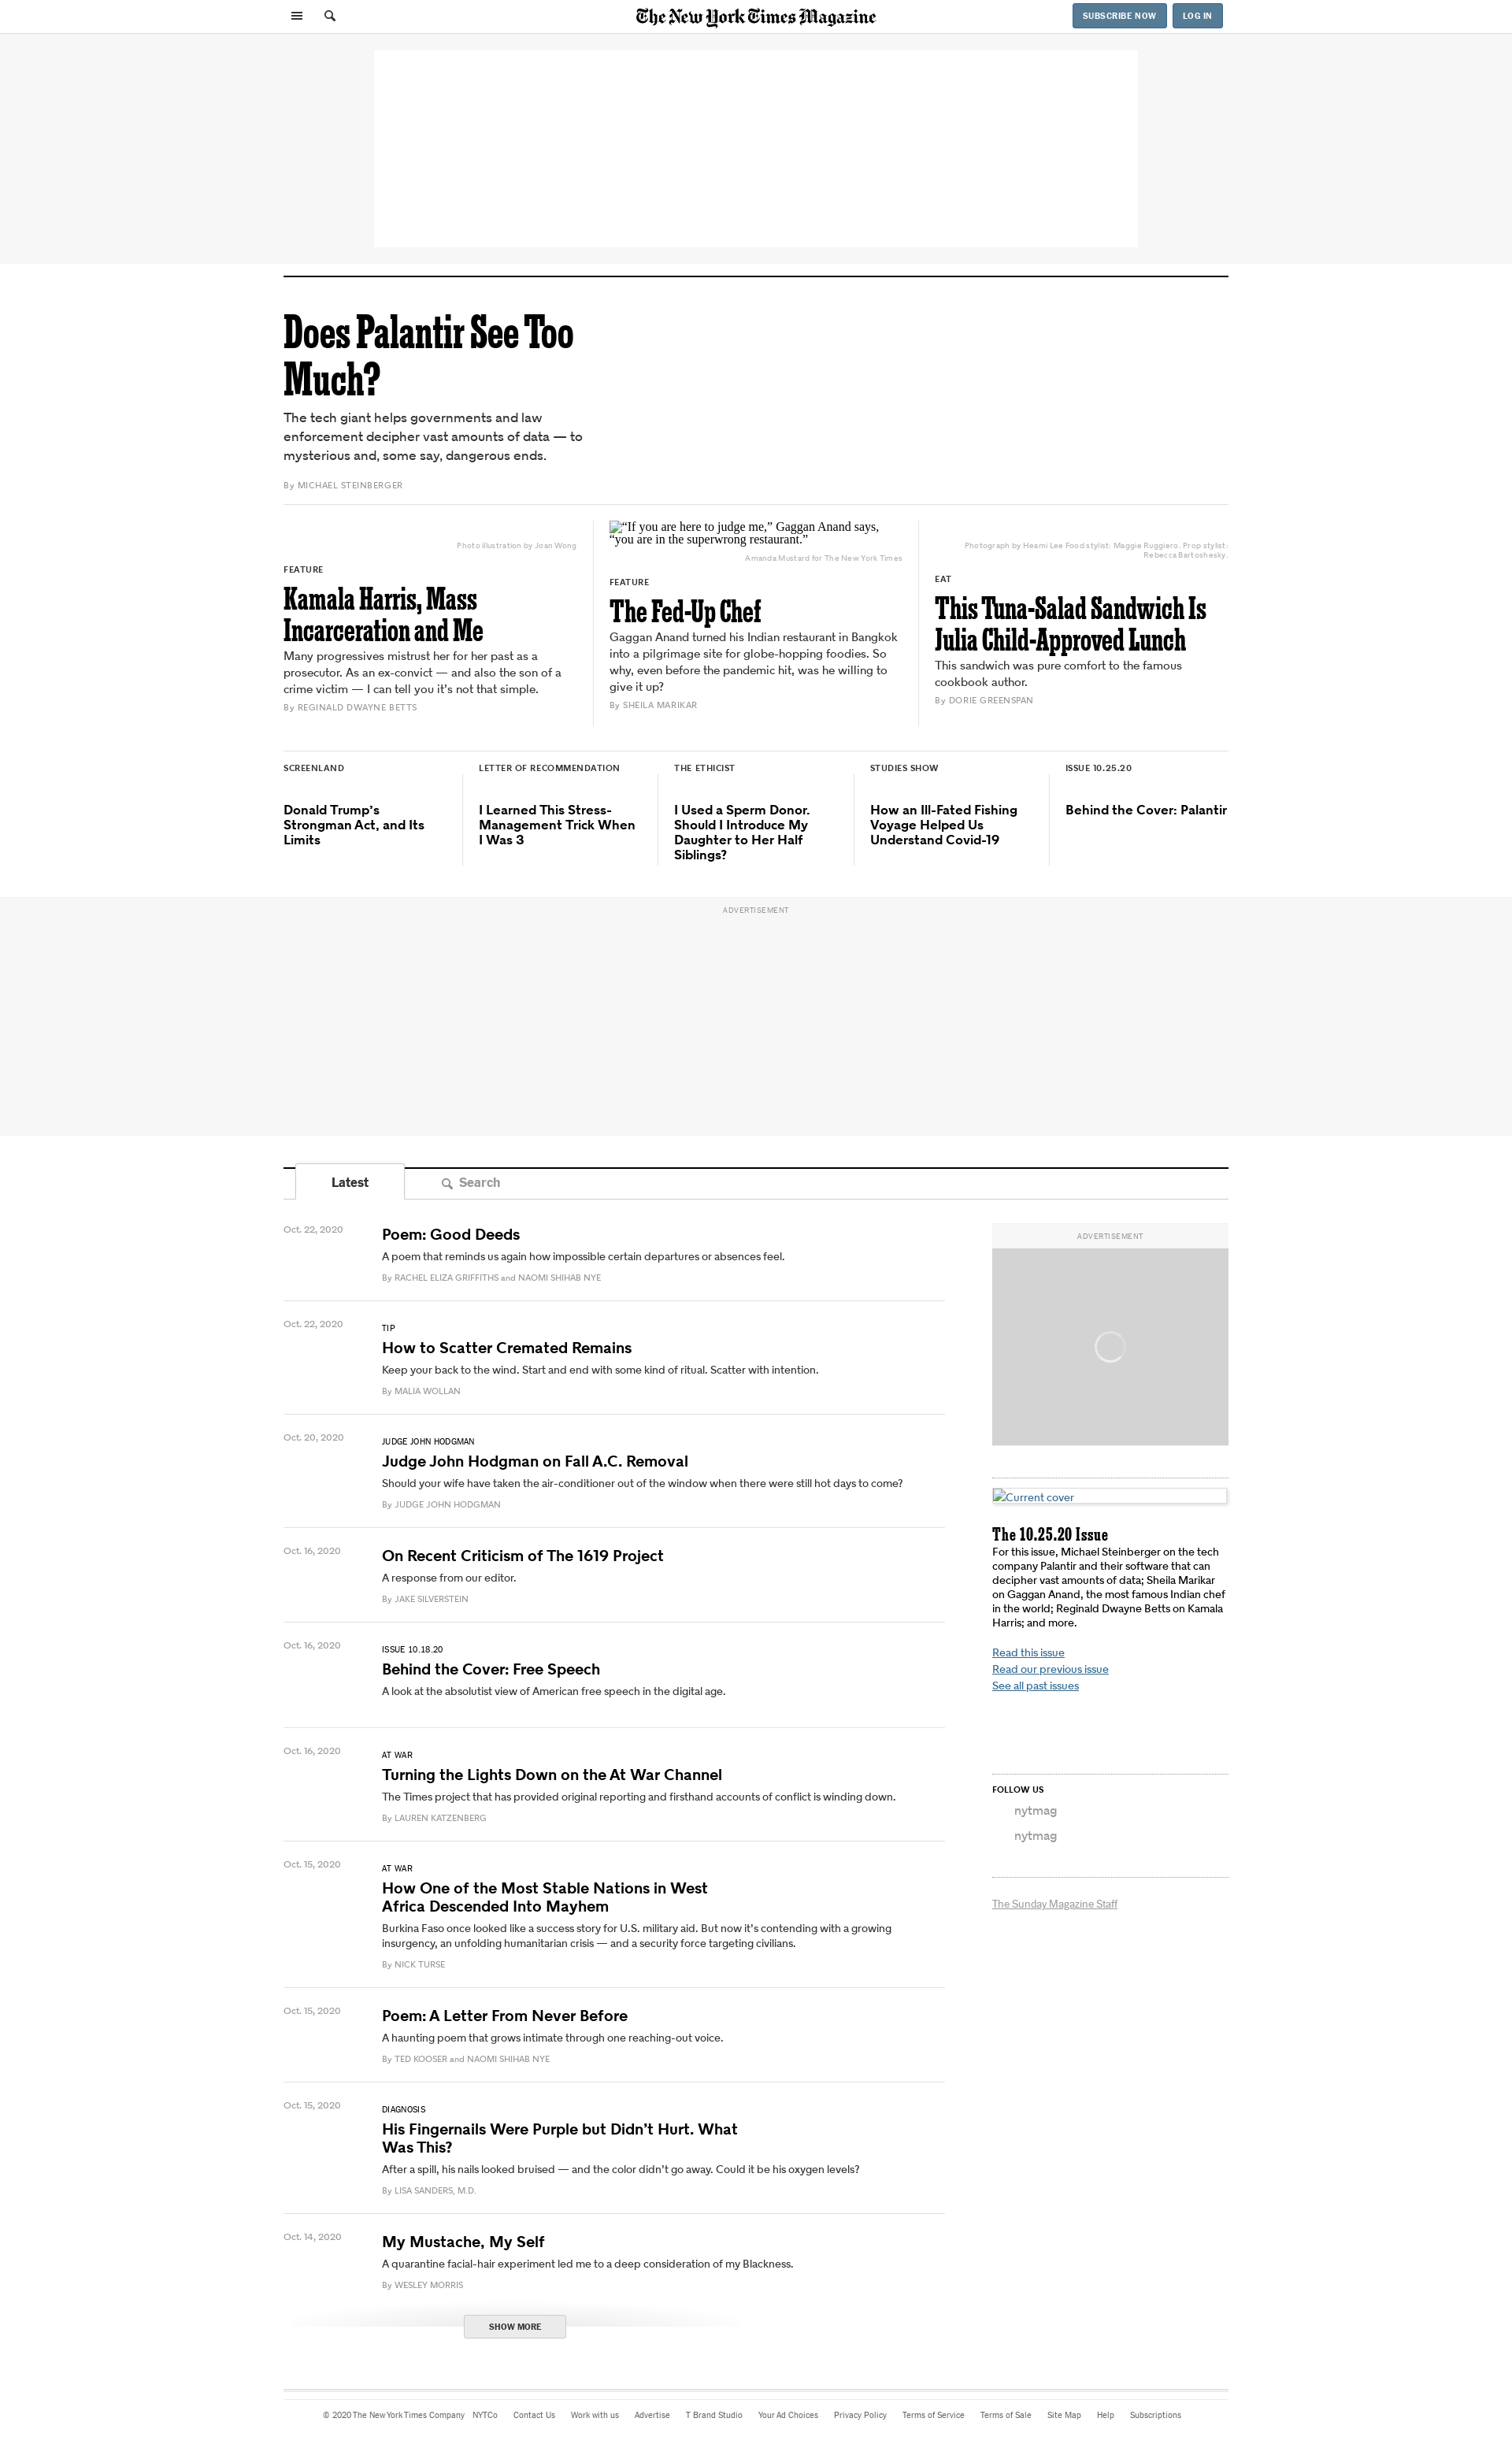 The New York Times Magazine
SUBSCRIBE NOW
LOG IN
Does Palantir See Too
Much?
The tech giant helps governments and law
enforcement decipher vast amounts of data — to
mysterious and, some say, dangerous ends.
By MICHAEL STEINBERGER
Photo illustration by Joan Wong
FEATURE
Kamala Harris, Mass
Incarceration and Me
Many progressives mistrust her for her past as a
prosecutor. As an ex-convict — and also the son of a
crime victim — I can tell you it’s not that simple.
By REGINALD DWAYNE BETTS
“If you are here to judge me,” Gaggan Anand says,
“you are in the superwrong restaurant.”
Amanda Mustard for The New York Times
FEATURE
The Fed-Up Chef
Gaggan Anand turned his Indian restaurant in Bangkok
into a pilgrimage site for globe-hopping foodies. So
why, even before the pandemic hit, was he willing to
give it up?
By SHEILA MARIKAR
Photograph by Heami Lee Food stylist: Maggie Ruggiero. Prop stylist:
Rebecca Bartoshesky.
EAT
This Tuna-Salad Sandwich Is
Julia Child-Approved Lunch
This sandwich was pure comfort to the famous
cookbook author.
By DORIE GREENSPAN
SCREENLAND
Donald Trump’s
Strongman Act, and Its
Limits
LETTER OF RECOMMENDATION
I Learned This Stress-
Management Trick When
I Was 3
THE ETHICIST
I Used a Sperm Donor.
Should I Introduce My
Daughter to Her Half
Siblings?
STUDIES SHOW
How an Ill-Fated Fishing
Voyage Helped Us
Understand Covid-19
ISSUE 10.25.20
Behind the Cover: Palantir
ADVERTISEMENT
Latest
Search
Oct. 22, 2020
Poem: Good Deeds
A poem that reminds us again how impossible certain departures or absences feel.
By RACHEL ELIZA GRIFFITHS and NAOMI SHIHAB NYE
Oct. 22, 2020
TIP
How to Scatter Cremated Remains
Keep your back to the wind. Start and end with some kind of ritual. Scatter with intention.
By MALIA WOLLAN
Oct. 20, 2020
JUDGE JOHN HODGMAN
Judge John Hodgman on Fall A.C. Removal
Should your wife have taken the air-conditioner out of the window when there were still hot days to come?
By JUDGE JOHN HODGMAN
Oct. 16, 2020
On Recent Criticism of The 1619 Project
A response from our editor.
By JAKE SILVERSTEIN
Oct. 16, 2020
ISSUE 10.18.20
Behind the Cover: Free Speech
A look at the absolutist view of American free speech in the digital age.
Oct. 16, 2020
AT WAR
Turning the Lights Down on the At War Channel
The Times project that has provided original reporting and firsthand accounts of conflict is winding down.
By LAUREN KATZENBERG
Oct. 15, 2020
AT WAR
How One of the Most Stable Nations in West
Africa Descended Into Mayhem
Burkina Faso once looked like a success story for U.S. military aid. But now it’s contending with a growing
insurgency, an unfolding humanitarian crisis — and a security force targeting civilians.
By NICK TURSE
Oct. 15, 2020
Poem: A Letter From Never Before
A haunting poem that grows intimate through one reaching-out voice.
By TED KOOSER and NAOMI SHIHAB NYE
Oct. 15, 2020
DIAGNOSIS
His Fingernails Were Purple but Didn’t Hurt. What
Was This?
After a spill, his nails looked bruised — and the color didn’t go away. Could it be his oxygen levels?
By LISA SANDERS, M.D.
Oct. 14, 2020
My Mustache, My Self
A quarantine facial-hair experiment led me to a deep consideration of my Blackness.
By WESLEY MORRIS
SHOW MORE
ADVERTISEMENT
Current cover
The 10.25.20 Issue
For this issue, Michael Steinberger on the tech
company Palantir and their software that can
decipher vast amounts of data; Sheila Marikar
on Gaggan Anand, the most famous Indian chef
in the world; Reginald Dwayne Betts on Kamala
Harris; and more.
Read this issue
Read our previous issue
See all past issues
FOLLOW US
nytmag
nytmag
The Sunday Magazine Staff
© 2020 The New York Times Company NYTCo Contact Us Work with us Advertise T Brand Studio Your Ad Choices Privacy Policy Terms of Service Terms of Sale Site Map Help Subscriptions